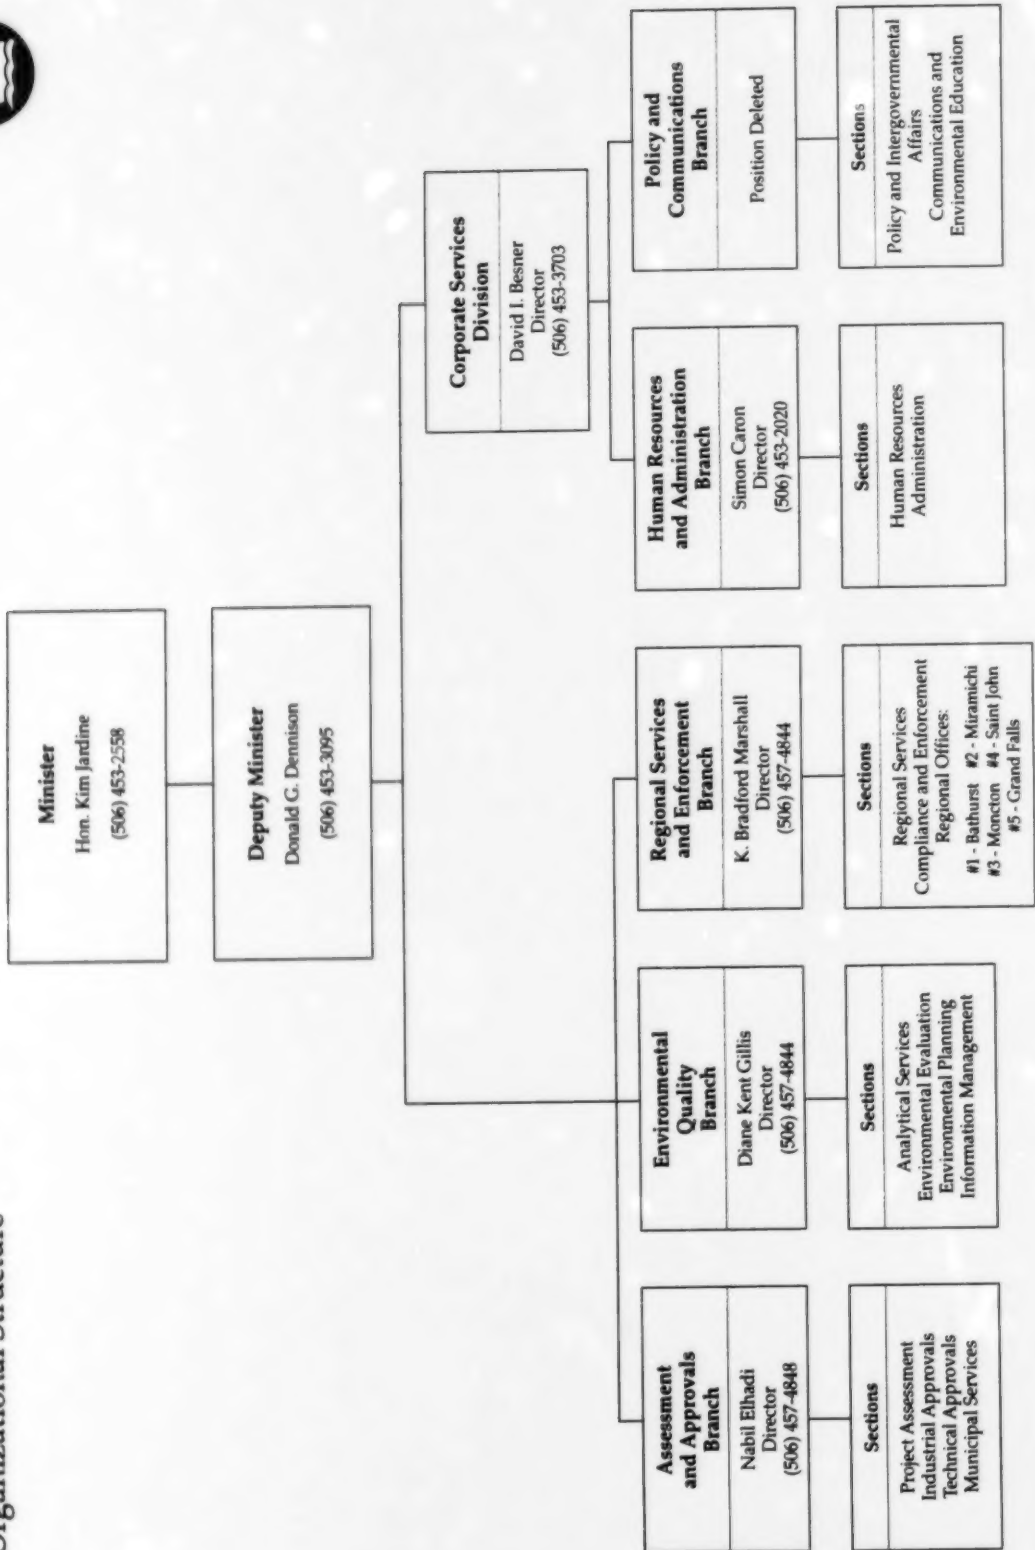 Organizational Structure
Minister
Hon. Kim Jardine
(506) 453-2558
Deputy Minister
Donald G. Dennison
(506) 453-3095
Corporate Services
Division
David I. Besner
Director
(506) 453-3703
Assessment
and Approvals
Branch
Nabil Elhadi
Director
(506) 457-4848
Sections
Project Assessment
Industrial Approvals
Technical Approvals
Municipal Services
Environmental
Quality
Branch
Diane Kent Gillis
Director
(506) 457-4844
Sections
Analytical Services
Environmental Evaluation
Environmental Planning
Information Management
Regional Services
and Enforcement
Branch
K. Bradford Marshall
Director
(506) 457-4844
Sections
Regional Services
Compliance and Enforcement
Regional Offices:
#1 - Bathurst #2 - Miramichi
#3 - Moncton #4 - Saint John
#5 - Grand Falls
Human Resources
and Administration
Branch
Simon Caron
Director
(506) 453-2020
Sections
Human Resources
Administration
Policy and
Communications
Branch
Position Deleted
Sections
Policy and Intergovernmental
Affairs
Communications and
Environmental Education